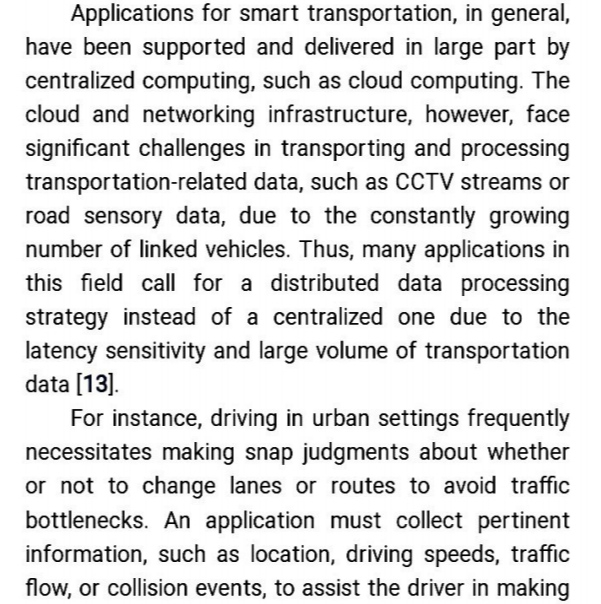 Applications for smart transportation, in general,
have been supported and delivered in large part by
centralized computing, such as cloud computing. The
cloud and networking infrastructure, however, face
significant challenges in transporting and processing
transportation-related data, such as CCTV streams or
road sensory data, due to the constantly growing
number of linked vehicles. Thus, many applications in
this field call for a distributed data processing
strategy instead of a centralized one due to the
latency sensitivity and large volume of transportation
data [13].
For instance, driving in urban settings frequently
necessitates making snap judgments about whether
or not to change lanes or routes to avoid traffic
bottlenecks. An application must collect pertinent
information, such as location, driving speeds, traffic
flow, or collision events, to assist the driver in making